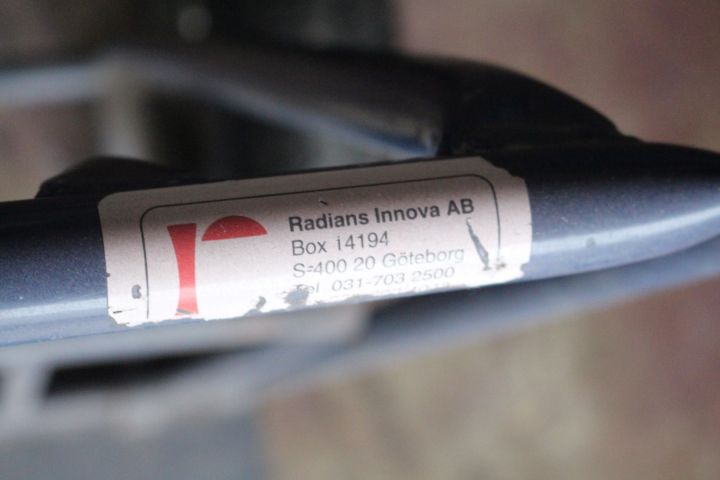 Radians Innova AB
Box 14194
S-400 20 Göteborg
Tel 031-703 2500